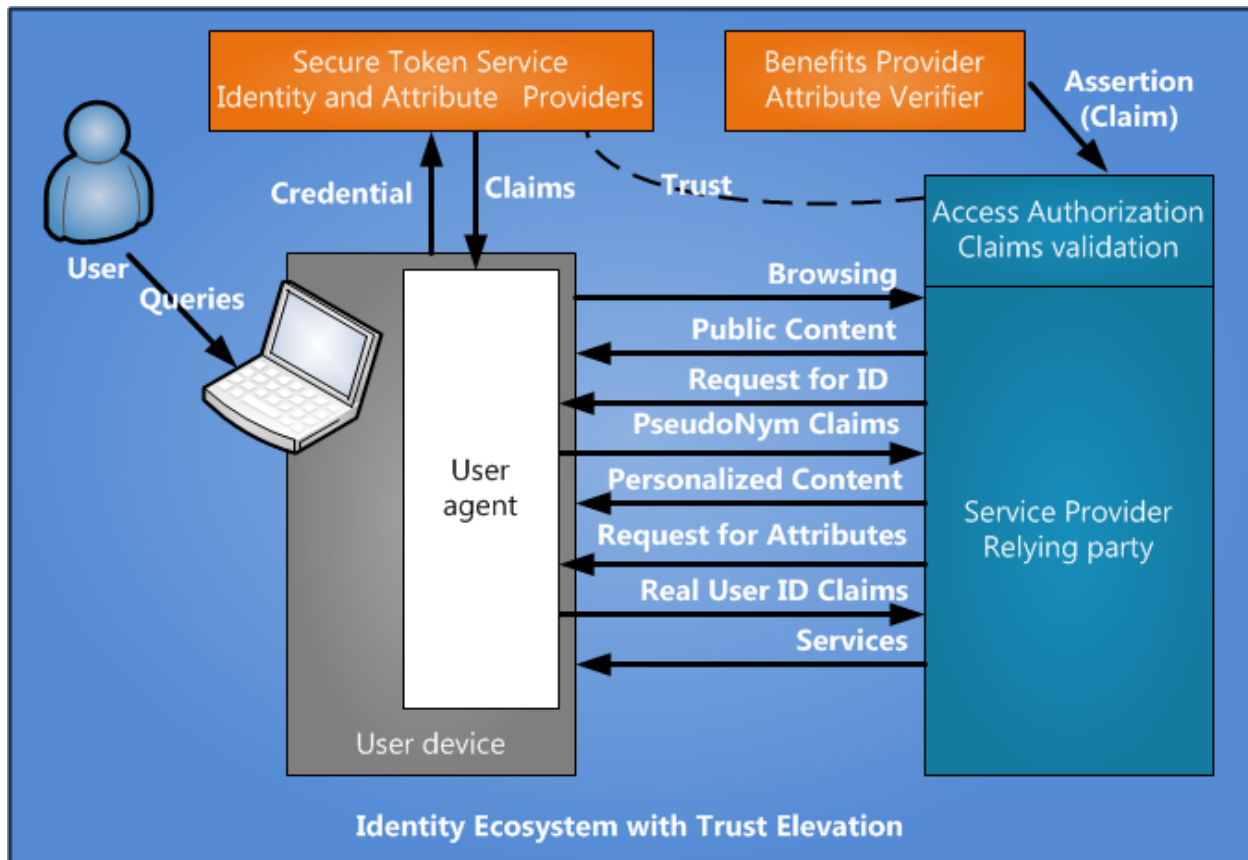 Secure Token Service
Identity and Attribute Providers
Benefits Provider
Attribute Verifier
Assertion
(Claim)
Credential
Claims
Trust
Access Authorization
Claims validation
User
Queries
Browsing
Public Content
Request for ID
PseudoNym Claims
Personalized Content
Request for Attributes
Real User ID Claims
Services
User
agent
Service Provider
Relying party
User device
Identity Ecosystem with Trust Elevation